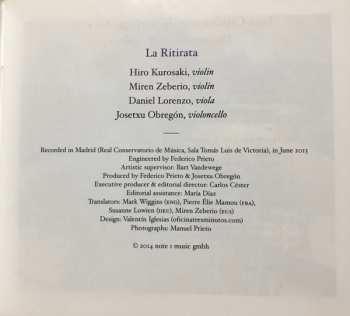 La Ritirata
Hiro Kurosaki, violin
Miren Zeberio, violin
Daniel Lorenzo, viola
Josetxu Obregón, violoncello
Recorded in Madrid (Real Conservatorio de Música, Sala Tomás Luis de Victoria), in June 2013
Engineered by Federico Prieto
Artistic supervisor: Bart Vandewege
Produced by Federico Prieto & Josetxu Obregón
Executive producer & editorial director: Carlos Céster
Editorial assistance: María Díaz
Translators: Mark Wiggins (ENG), Pierre Élie Mamou (FRA),
Susanne Lowien (DEU), Miren Zeberio (EUS)
Design: Valentín Iglesias (oficinatresminutos.com)
Photographs: Manuel Prieto
© 2014 note 1 music gmbh